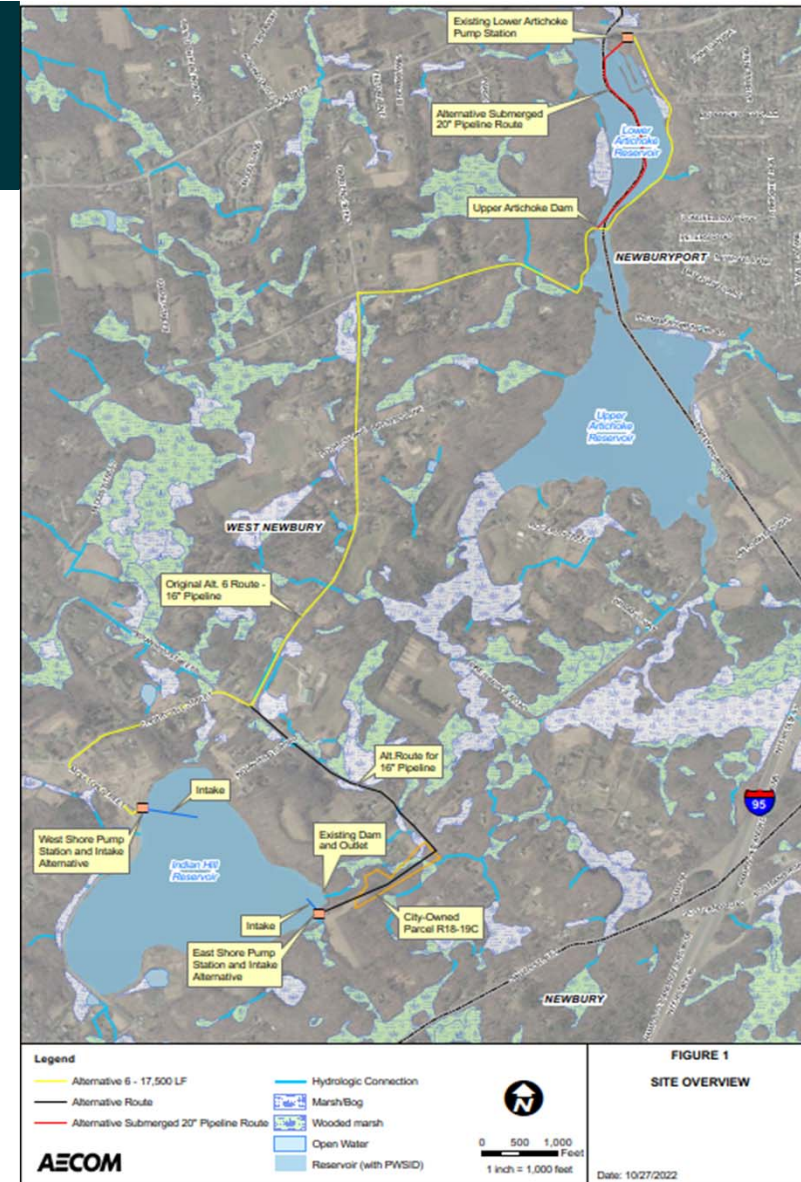 Existing Lower Artichoke
Pump Station
Alternative Submerged
20" Pipeline Route
Lower
Artichoke
Reservoir
Upper Artichoke Dam
NEWBURYPORT
Upper
Artichoke
Reservoir
WEST NEWBURY
Original Alt. 6 Route -
16" Pipeline
Alt.Route for
16" Pipeline
Intake
95
West Shore Pump
Station and Intake
Alternative
Existing Dam
and Outlet
Indian Hill
Reservoir
Intake
City-Owned
Parcel R18-19C
East Shore Pump
Station and Intake
Alternative
NEWBURY
Legend
Alternative 6 - 17,500 LF
Alternative Route
Alternative Submerged 20" Pipeline Route
Hydrologic Connection
Marsh/Bog
Wooded marsh
Open Water
Reservoir (with PWSID)
AECOM
N
0 500 1,000
Feet
1 inch = 1,000 feet
FIGURE 1
SITE OVERVIEW
Date: 10/27/2022